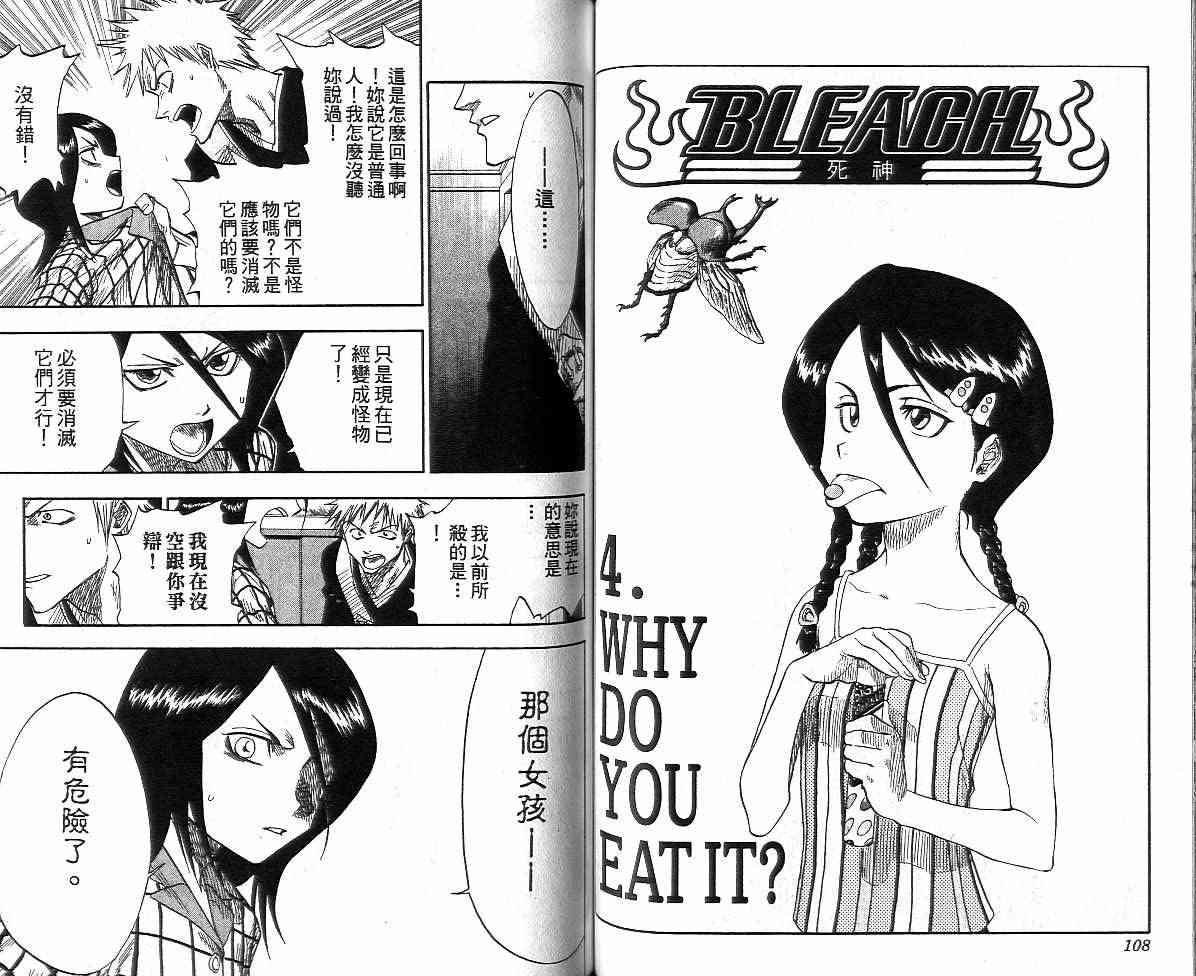 BLEACH
死神
4.
WHY
DO
YOU
EAT IT?
108
——這……
這是怎麼回事啊
！妳說它是普通
人！我怎麼沒聽
妳說過！
它們不是怪
物嗎？不是
應該要消滅
它們的嗎？
沒有錯！
只是現在已
經變成怪物
了！
必須要消滅
它們才行！
妳說現在
的意思是
…
我以前所
殺的是…
！
我現在沒
空跟你爭
辯！
那個女孩——
有危險了。